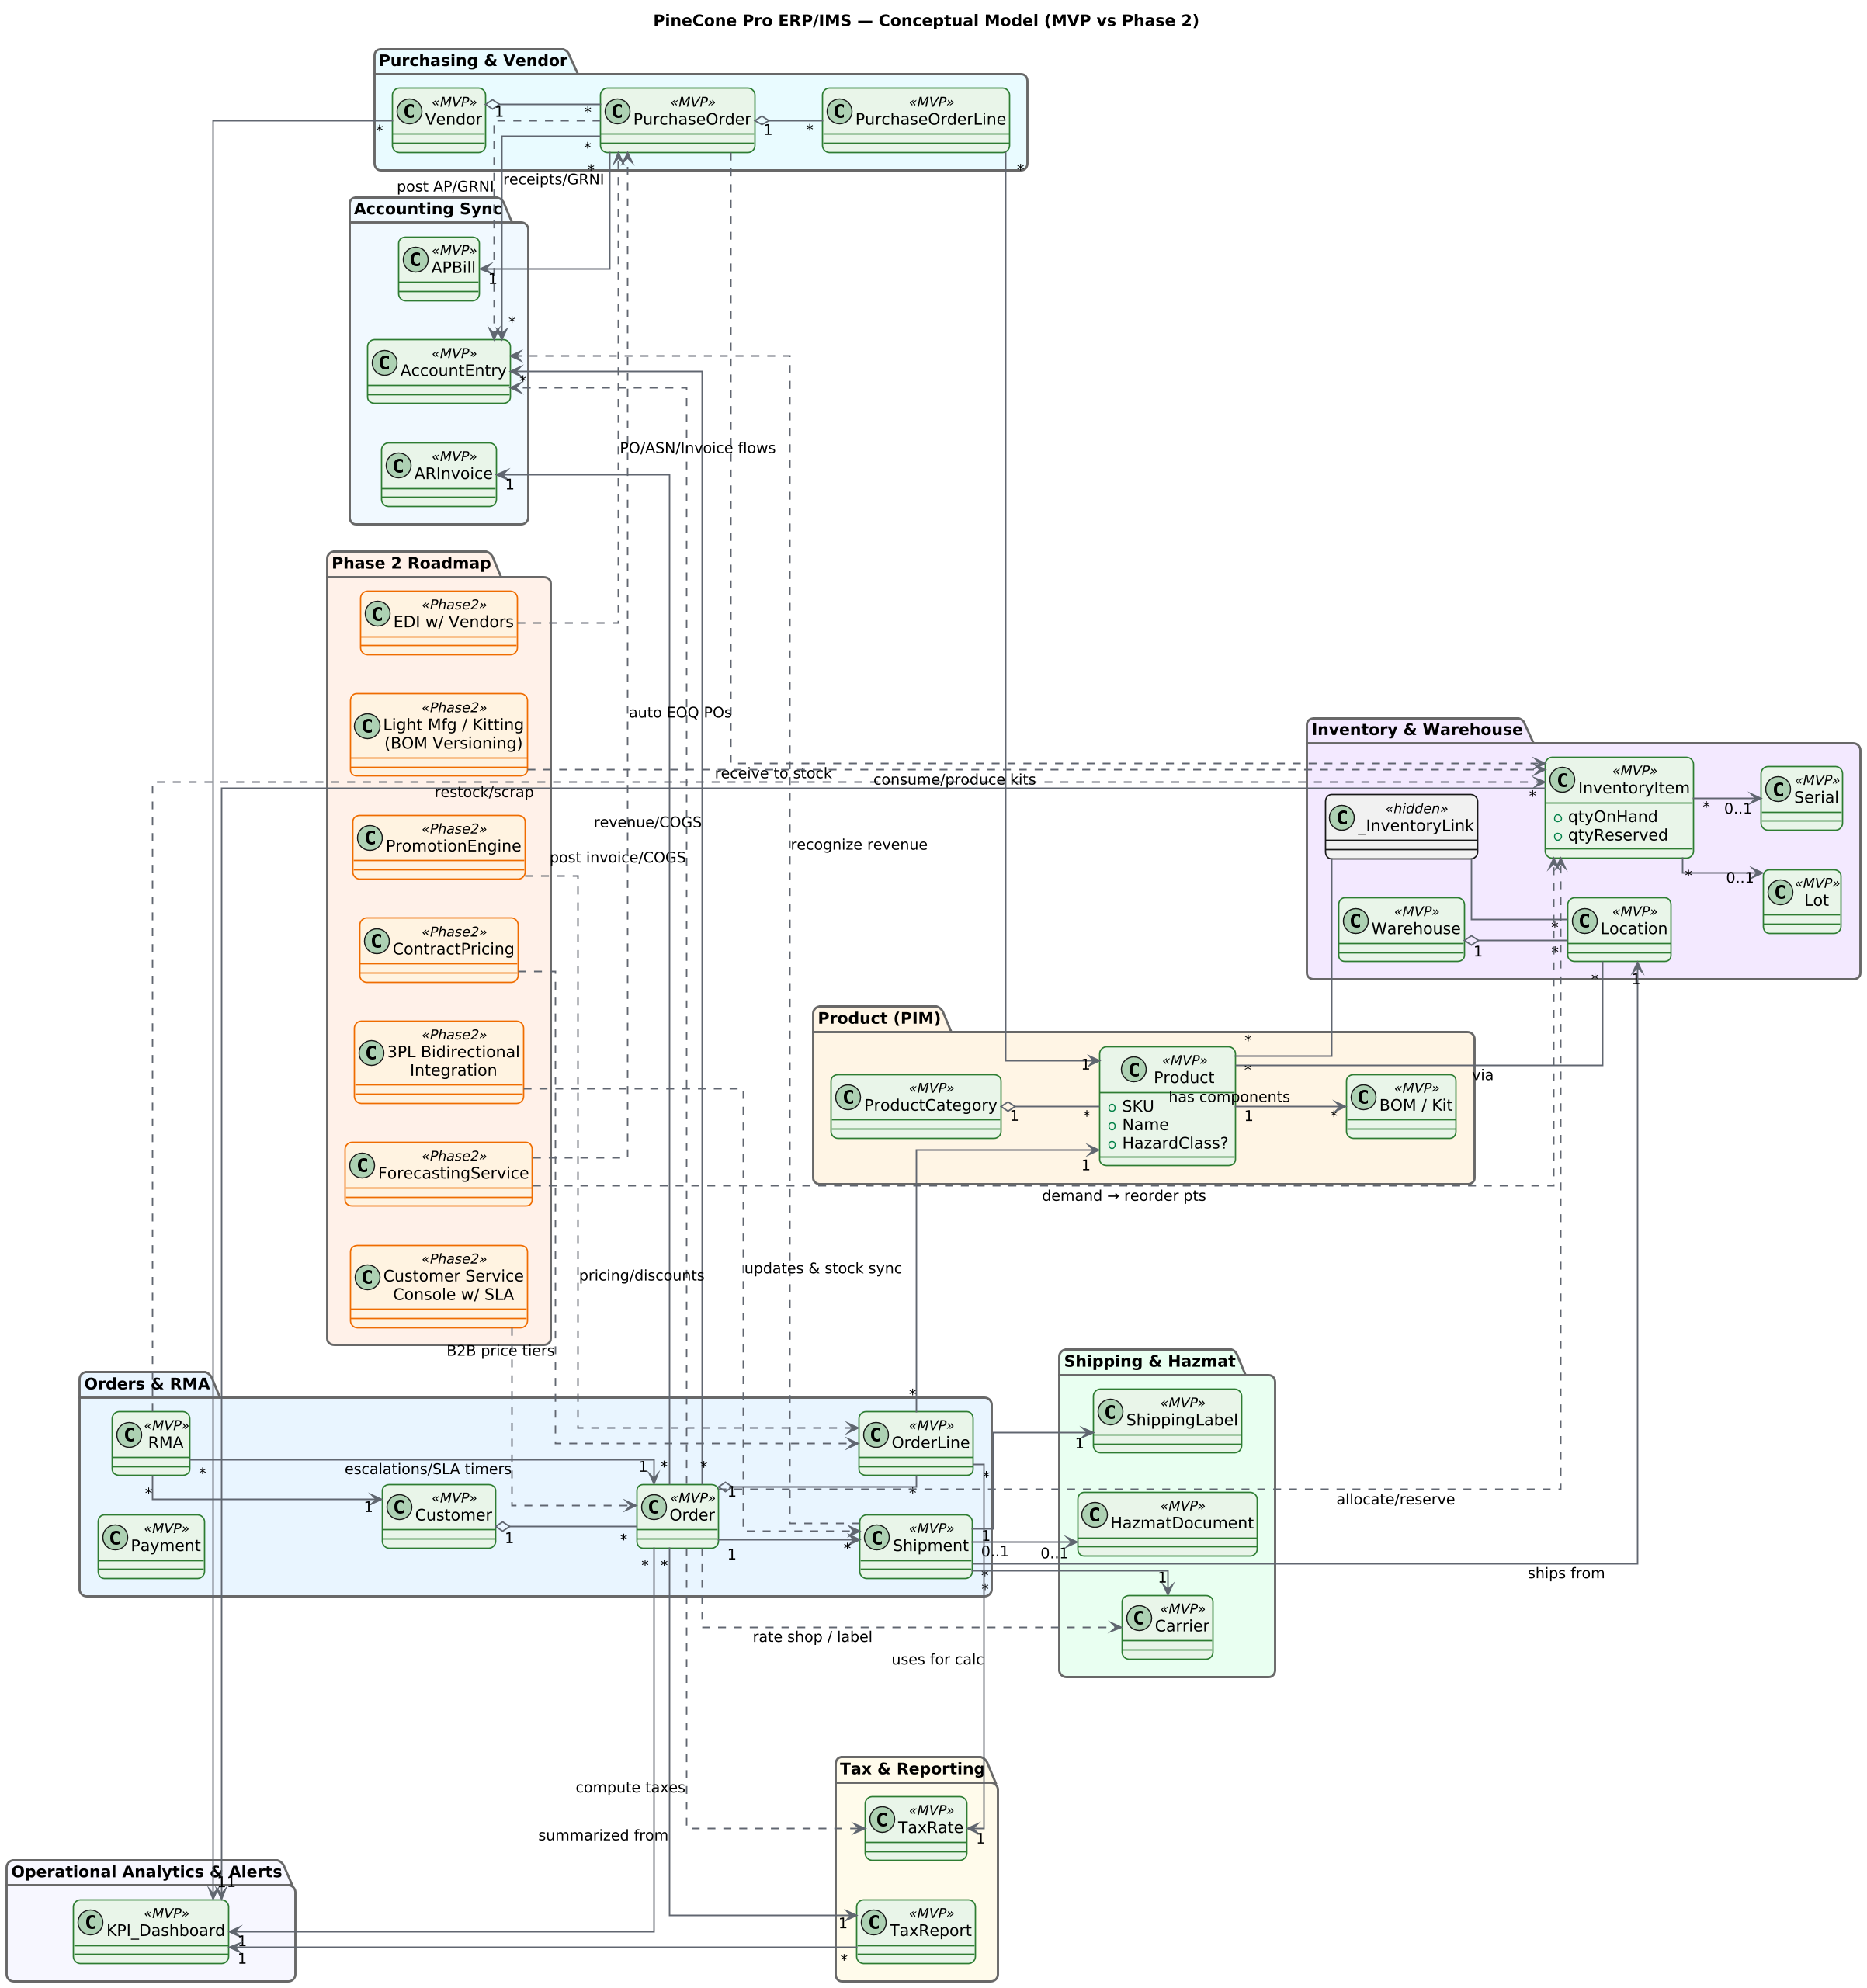 PineCone Pro ERP/IMS — Conceptual Model (MVP vs Phase 2)
Purchasing & Vendor
C «MVP» Vendor
C «MVP» PurchaseOrder
C «MVP» PurchaseOrderLine
1
*
1
*
*
*
*
*
post AP/GRNI
receipts/GRNI
Accounting Sync
C «MVP» APBill
1
*
C «MVP» AccountEntry
*
C «MVP» ARInvoice
1
PO/ASN/Invoice flows
Phase 2 Roadmap
C «Phase2» EDI w/ Vendors
C «Phase2» Light Mfg / Kitting
(BOM Versioning)
C «Phase2» PromotionEngine
C «Phase2» ContractPricing
C «Phase2» 3PL Bidirectional
Integration
C «Phase2» ForecastingService
C «Phase2» Customer Service
Console w/ SLA
auto EOQ POs
receive to stock
consume/produce kits
restock/scrap
revenue/COGS
recognize revenue
post invoice/COGS
Inventory & Warehouse
C «MVP» InventoryItem
qtyOnHand
qtyReserved
C «MVP» Serial
C «hidden» _InventoryLink
C «MVP» Lot
C «MVP» Warehouse
C «MVP» Location
*
*
0..1
*
0..1
*
1
*
*
1
Product (PIM)
C «MVP» Product
SKU
Name
HazardClass?
C «MVP» ProductCategory
C «MVP» BOM / Kit
*
1
*
via
has components
1
*
1
*
1
demand → reorder pts
pricing/discounts
updates & stock sync
B2B price tiers
Orders & RMA
C «MVP» RMA
C «MVP» OrderLine
C «MVP» Customer
C «MVP» Order
C «MVP» Payment
C «MVP» Shipment
escalations/SLA timers
*
*
*
1
*
*
1
1
*
*
1
*
1
*
*
*
1
0..1
0..1
*
*
1
1
Shipping & Hazmat
C «MVP» ShippingLabel
C «MVP» HazmatDocument
C «MVP» Carrier
allocate/reserve
ships from
rate shop / label
uses for calc
Tax & Reporting
C «MVP» TaxRate
C «MVP» TaxReport
compute taxes
summarized from
1
1
*
Operational Analytics & Alerts
C «MVP» KPI_Dashboard
1
1
1
1